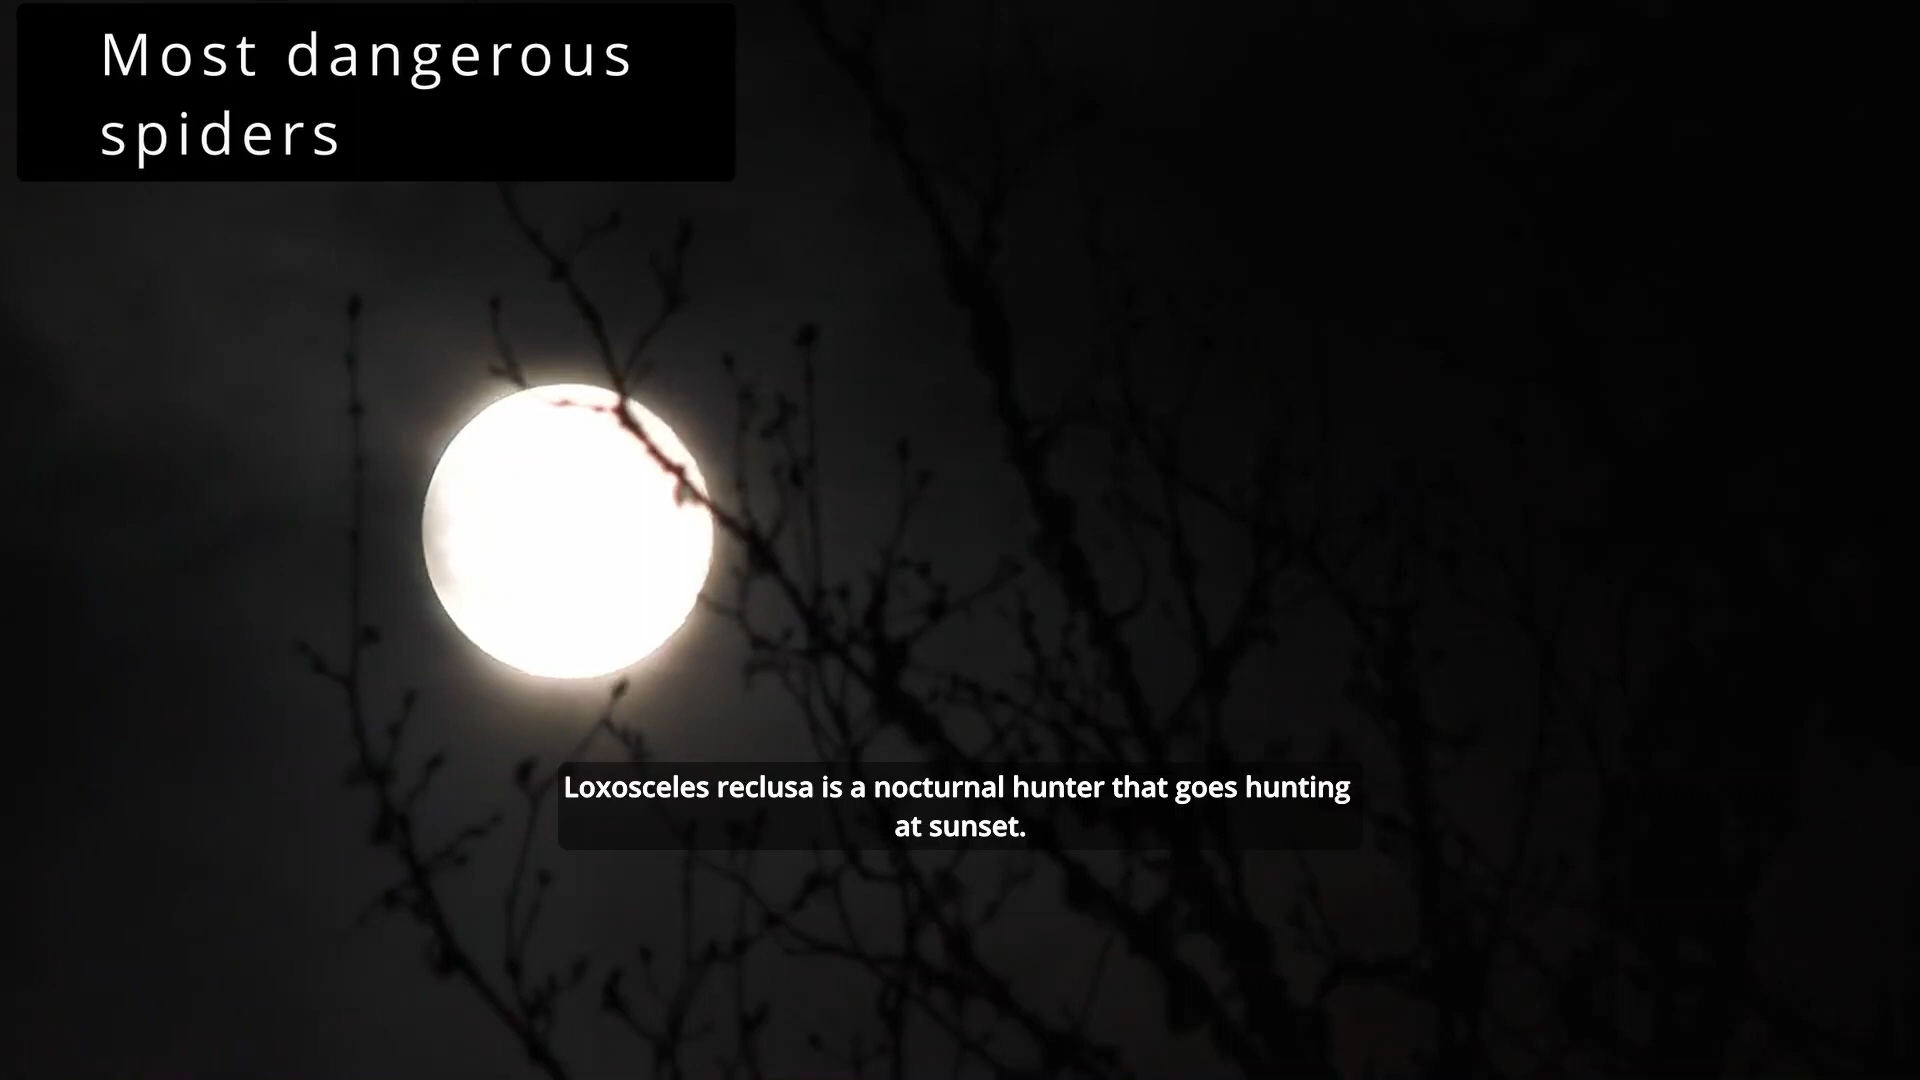 Most dangerous
spiders
Loxosceles reclusa is a nocturnal hunter that goes hunting
at sunset.